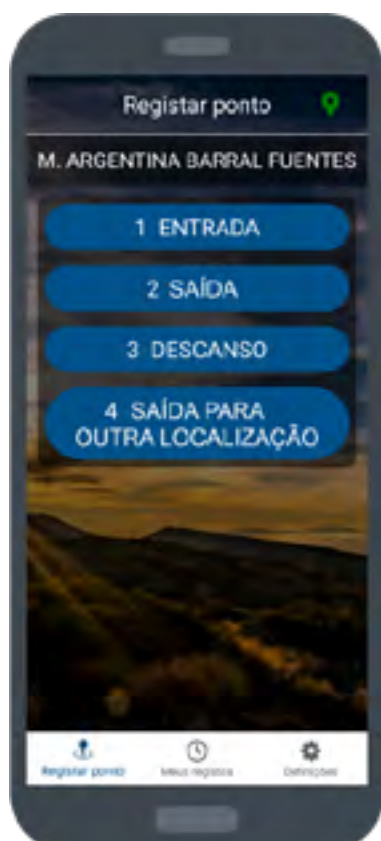 Registar ponto
M. ARGENTINA BARRAL FUENTES
1 ENTRADA
2 SAÍDA
3 DESCANSO
4 SAÍDA PARA
OUTRA LOCALIZAÇÃO
Registar ponto Meus registos Definições